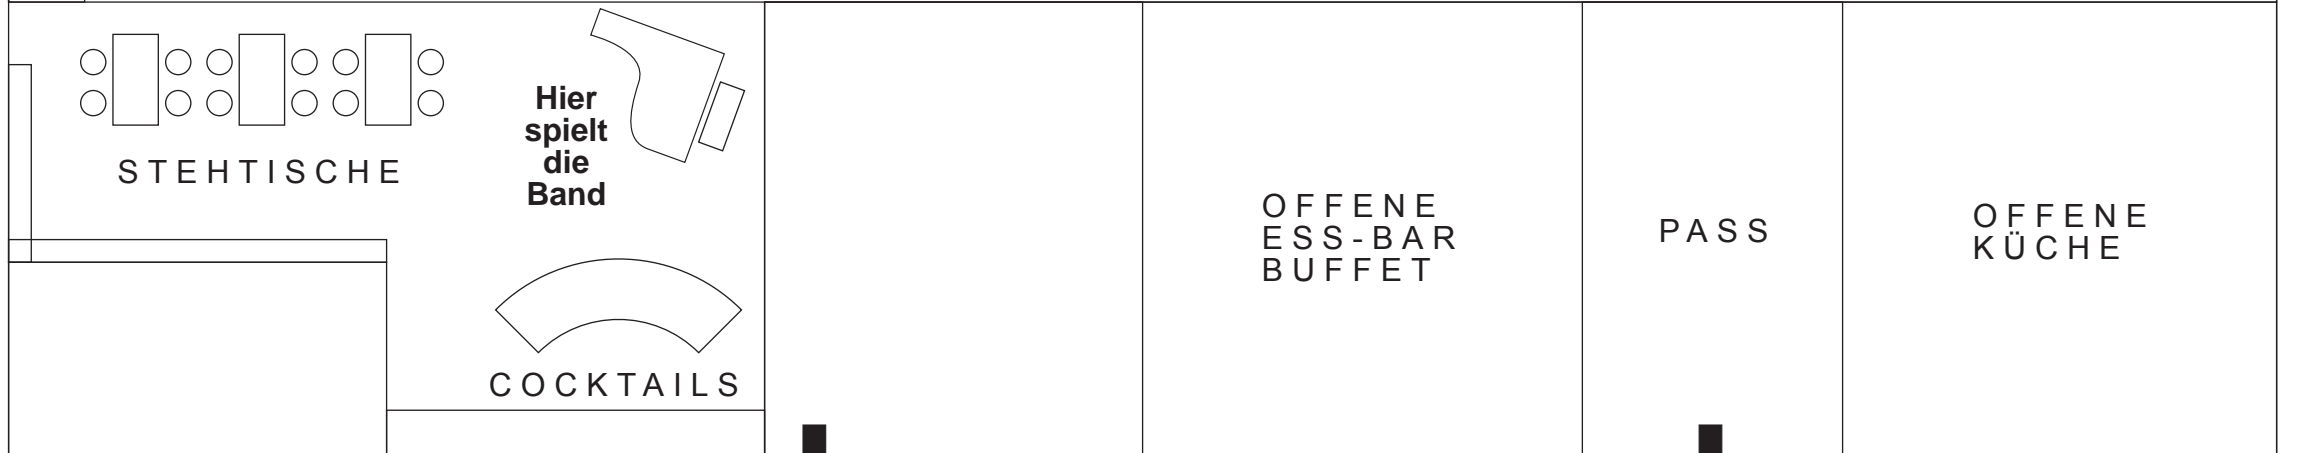 Hier
spielt
die
Band
STEHTISCHE
COCKTAILS
OFFENE
ESS-BAR
BUFFET
PASS
OFFENE
KÜCHE